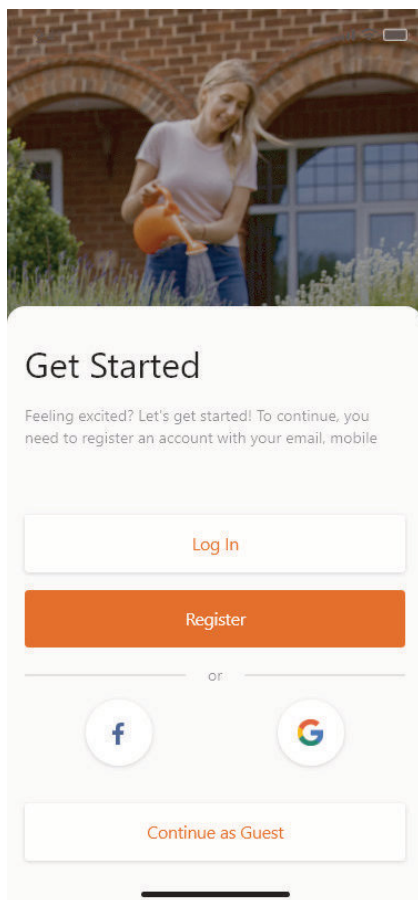 Get Started
Feeling excited? Let's get started! To continue, you
need to register an account with your email, mobile
Log In
Register
or
Continue as Guest